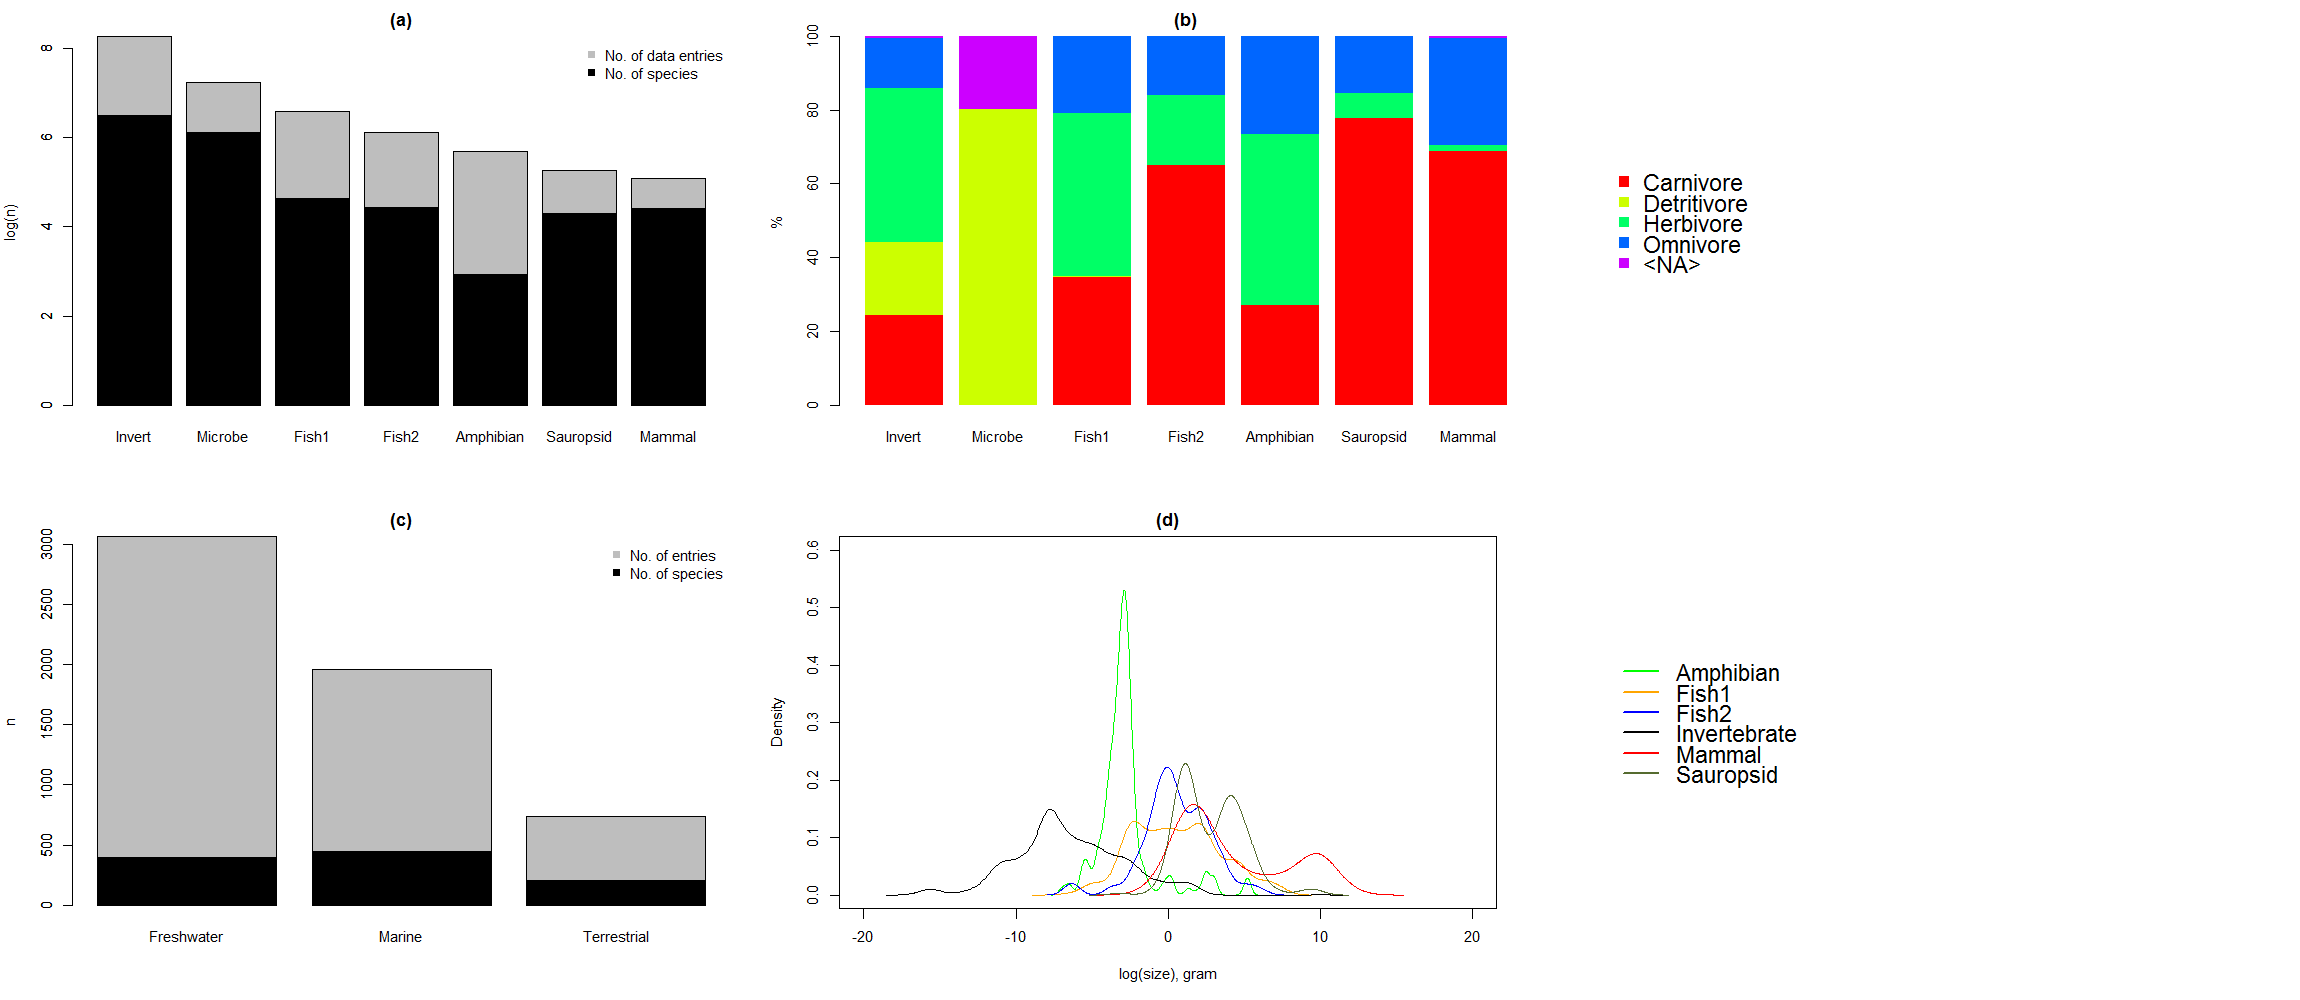 (a)
No. of data entries
No. of species
log(n)
8
6
4
2
0
Invert Microbe Fish1 Fish2 Amphibian Sauropsid Mammal
(b)
%
100
80
60
40
20
0
Invert Microbe Fish1 Fish2 Amphibian Sauropsid Mammal
Carnivore
Detritivore
Herbivore
Omnivore
<NA>
(c)
No. of entries
No. of species
n
3000
2500
2000
1500
1000
500
0
Freshwater Marine Terrestrial
(d)
Density
0.6
0.5
0.4
0.3
0.2
0.1
0.0
-20 -10 0 10 20
log(size), gram
Amphibian
Fish1
Fish2
Invertebrate
Mammal
Sauropsid